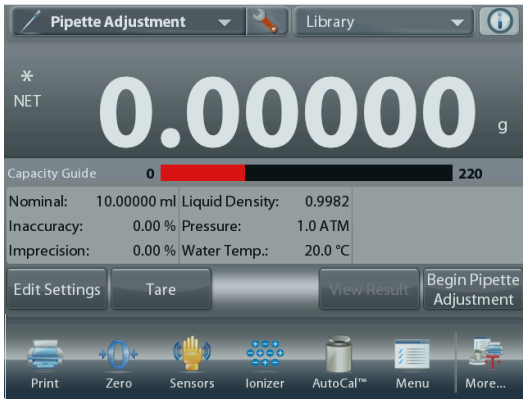 Pipette Adjustment
Library
*
NET
0.00000 g
Capacity Guide 0 220
Nominal: 10.00000 ml Liquid Density: 0.9982
Inaccuracy: 0.00 % Pressure: 1.0 ATM
Imprecision: 0.00 % Water Temp.: 20.0 °C
Edit Settings Tare View Result Begin Pipette
Adjustment
Print Zero Sensors Ionizer AutoCal™ Menu More...